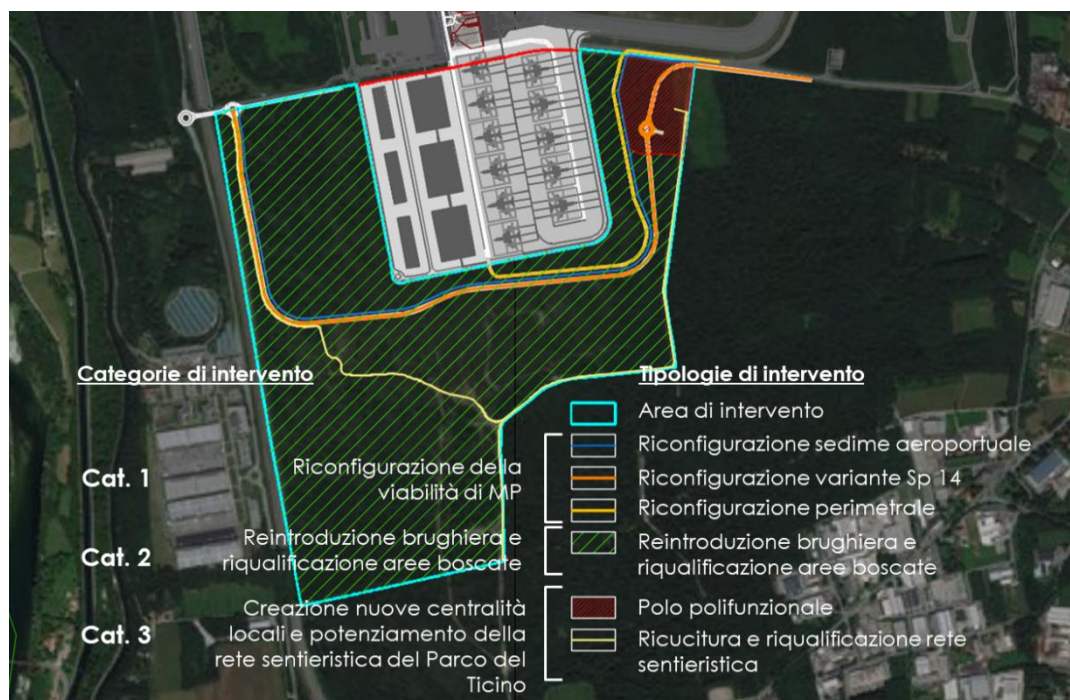 Categorie di intervento
Cat. 1
Riconfigurazione della
viabilità di MP
Cat. 2
Reintroduzione brughiera e
riqualificazione aree boscate
Cat. 3
Creazione nuove centralità
locali e potenziamento della
rete sentieristica del Parco del
Ticino
Tipologie di intervento
Area di intervento
Riconfigurazione sedime aeroportuale
Riconfigurazione variante Sp 14
Riconfigurazione perimetrale
Reintroduzione brughiera e
riqualificazione aree boscate
Polo polifunzionale
Ricucitura e riqualificazione rete
sentieristica